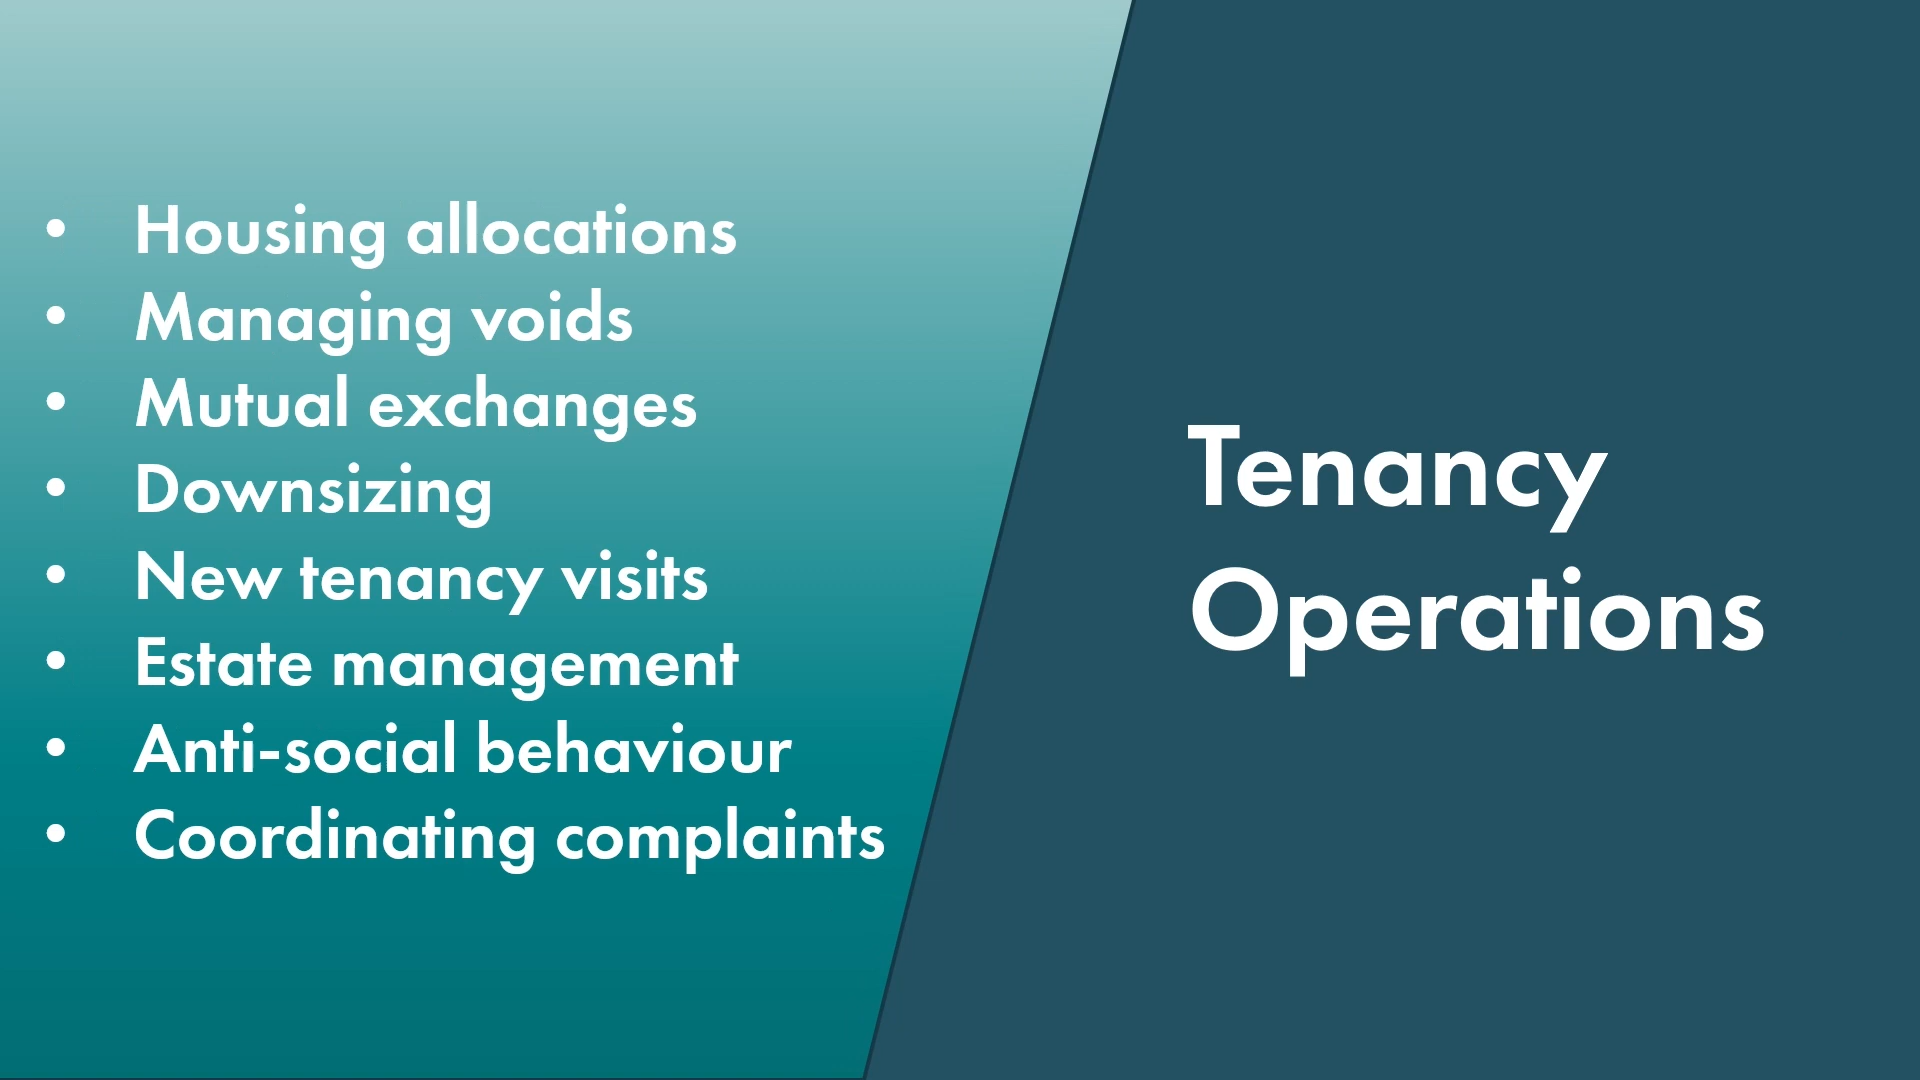 • Housing allocations
• Managing voids
• Mutual exchanges
• Downsizing
• New tenancy visits
• Estate management
• Anti-social behaviour
• Coordinating complaints
Tenancy
Operations